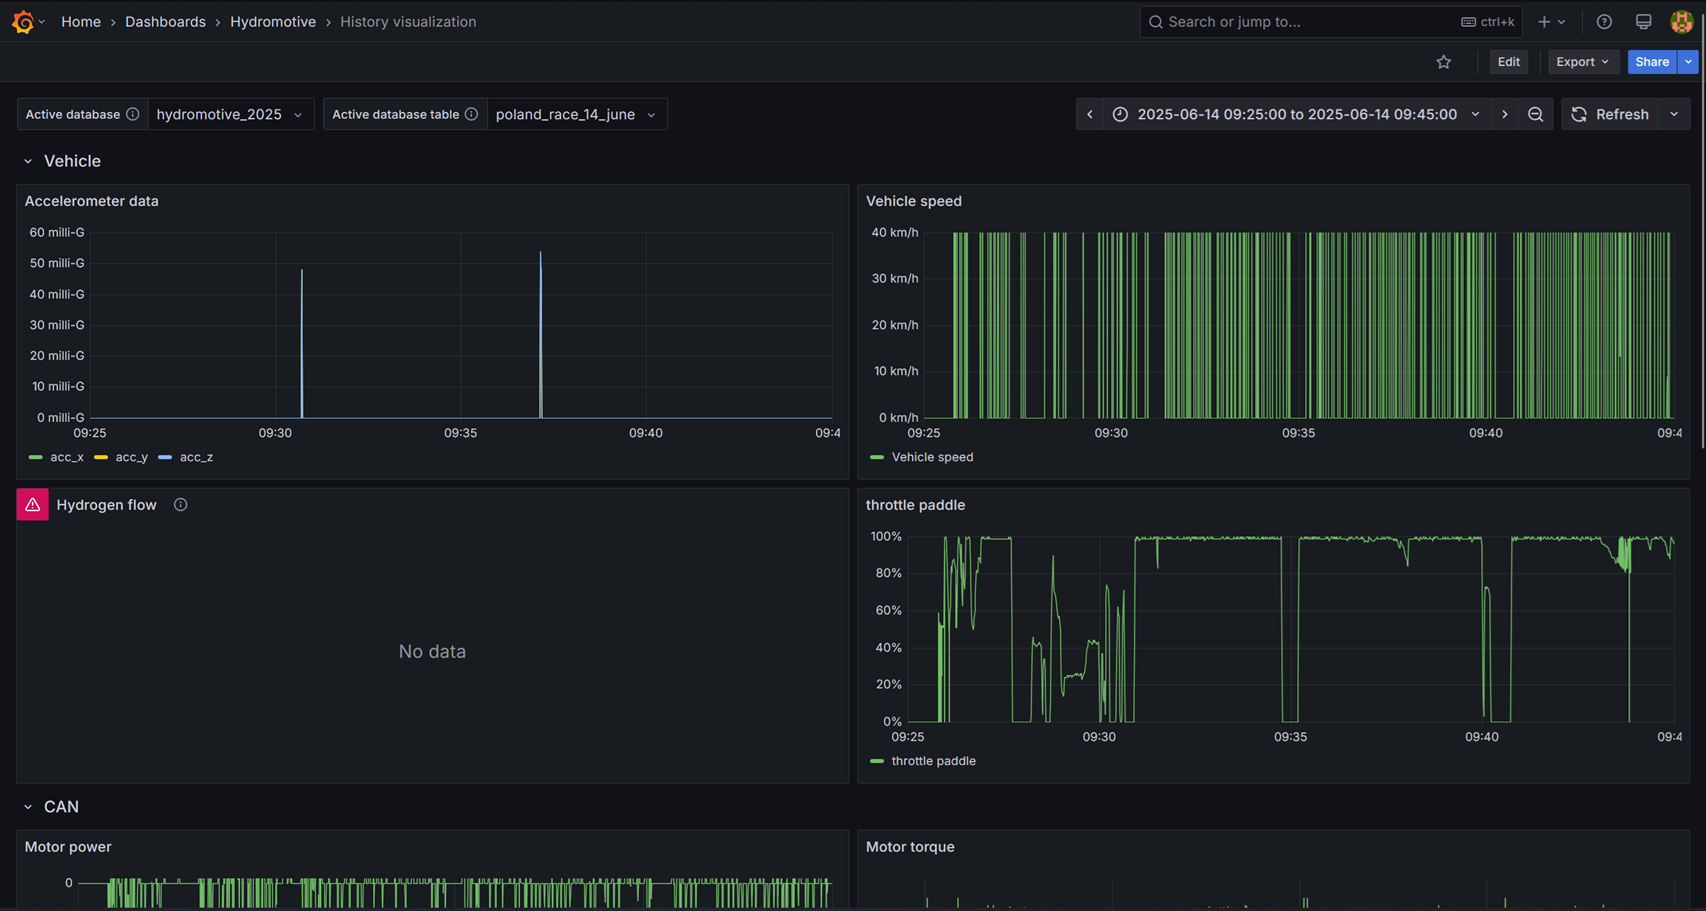 Home › Dashboards › Hydromotive › History visualization
Search or jump to...
ctrl+k
Edit
Export
Share
Active database
hydromotive_2025
Active database table
poland_race_14_june
2025-06-14 09:25:00 to 2025-06-14 09:45:00
Refresh
Vehicle
Accelerometer data
60 milli-G
50 milli-G
40 milli-G
30 milli-G
20 milli-G
10 milli-G
0 milli-G
09:25 09:30 09:35 09:40 09:4
acc_x acc_y acc_z
Vehicle speed
40 km/h
30 km/h
20 km/h
10 km/h
0 km/h
09:25 09:30 09:35 09:40 09:4
Vehicle speed
Hydrogen flow
No data
throttle paddle
100%
80%
60%
40%
20%
0%
09:25 09:30 09:35 09:40 09:4
throttle paddle
CAN
Motor power
0
Motor torque